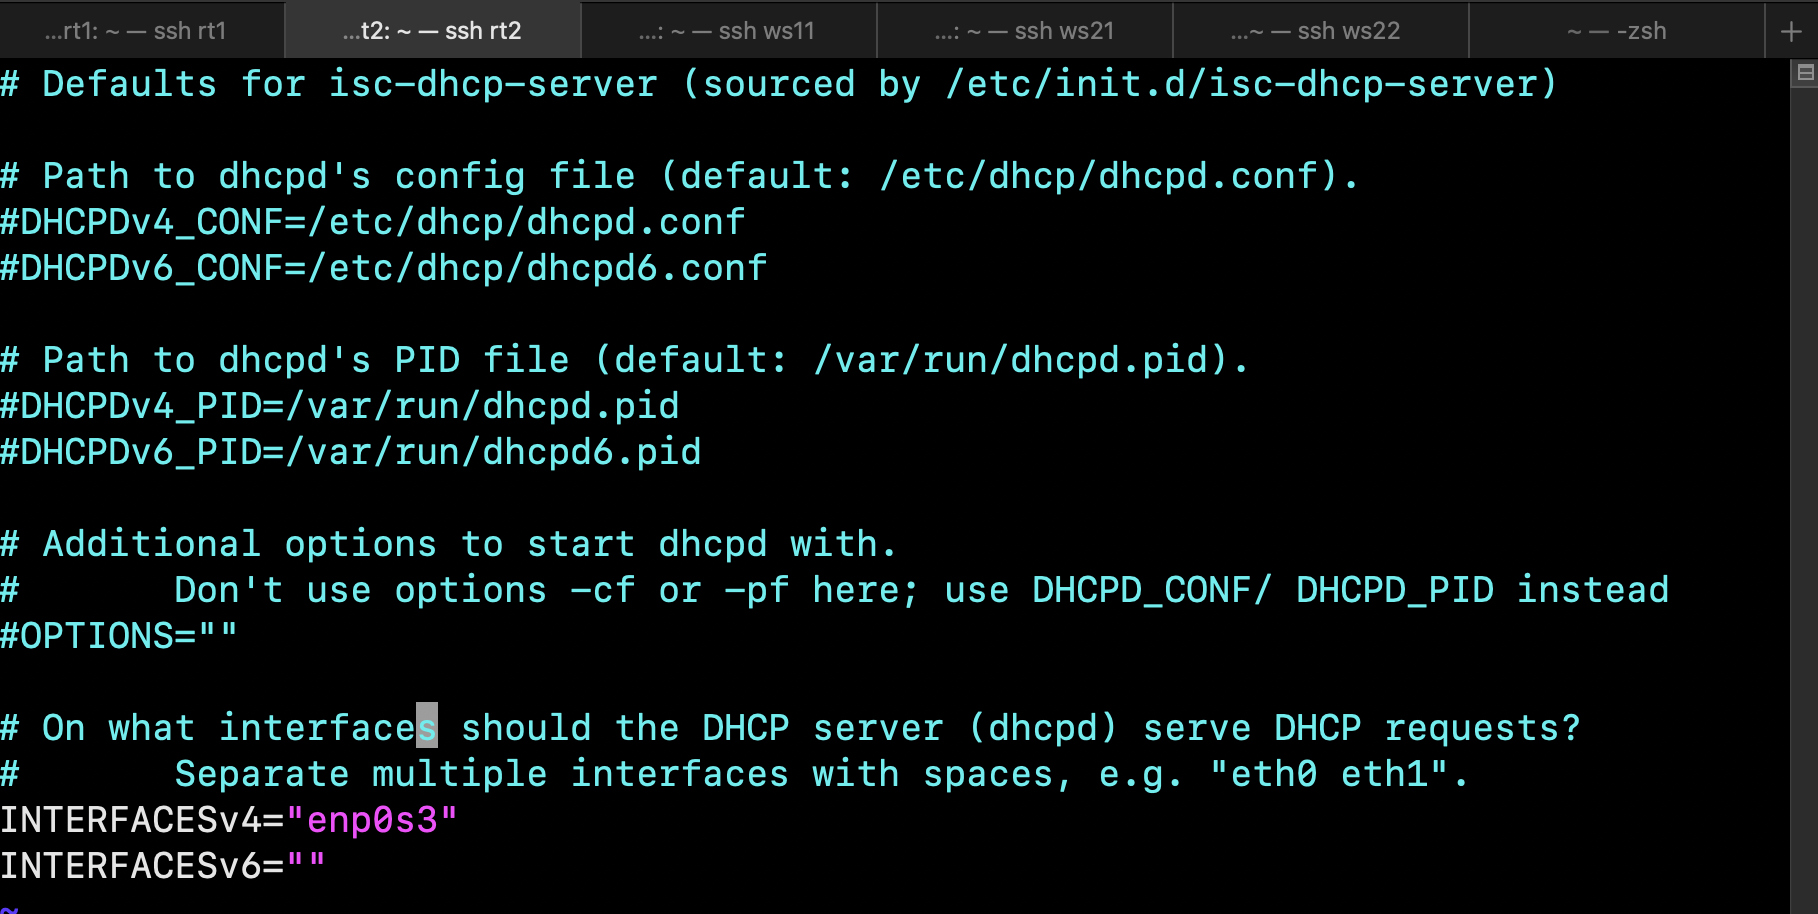 ...rt1: ~ — ssh rt1
...t2: ~ — ssh rt2
...: ~ — ssh ws11
...: ~ — ssh ws21
...~ — ssh ws22
~ — -zsh
+
# Defaults for isc-dhcp-server (sourced by /etc/init.d/isc-dhcp-server)
# Path to dhcpd's config file (default: /etc/dhcp/dhcpd.conf).
#DHCPDv4_CONF=/etc/dhcp/dhcpd.conf
#DHCPDv6_CONF=/etc/dhcp/dhcpd6.conf
# Path to dhcpd's PID file (default: /var/run/dhcpd.pid).
#DHCPDv4_PID=/var/run/dhcpd.pid
#DHCPDv6_PID=/var/run/dhcpd6.pid
# Additional options to start dhcpd with.
#       Don't use options -cf or -pf here; use DHCPD_CONF/ DHCPD_PID instead
#OPTIONS=""
# On what interfaces should the DHCP server (dhcpd) serve DHCP requests?
#       Separate multiple interfaces with spaces, e.g. "eth0 eth1".
INTERFACESv4="enp0s3"
INTERFACESv6=""
~